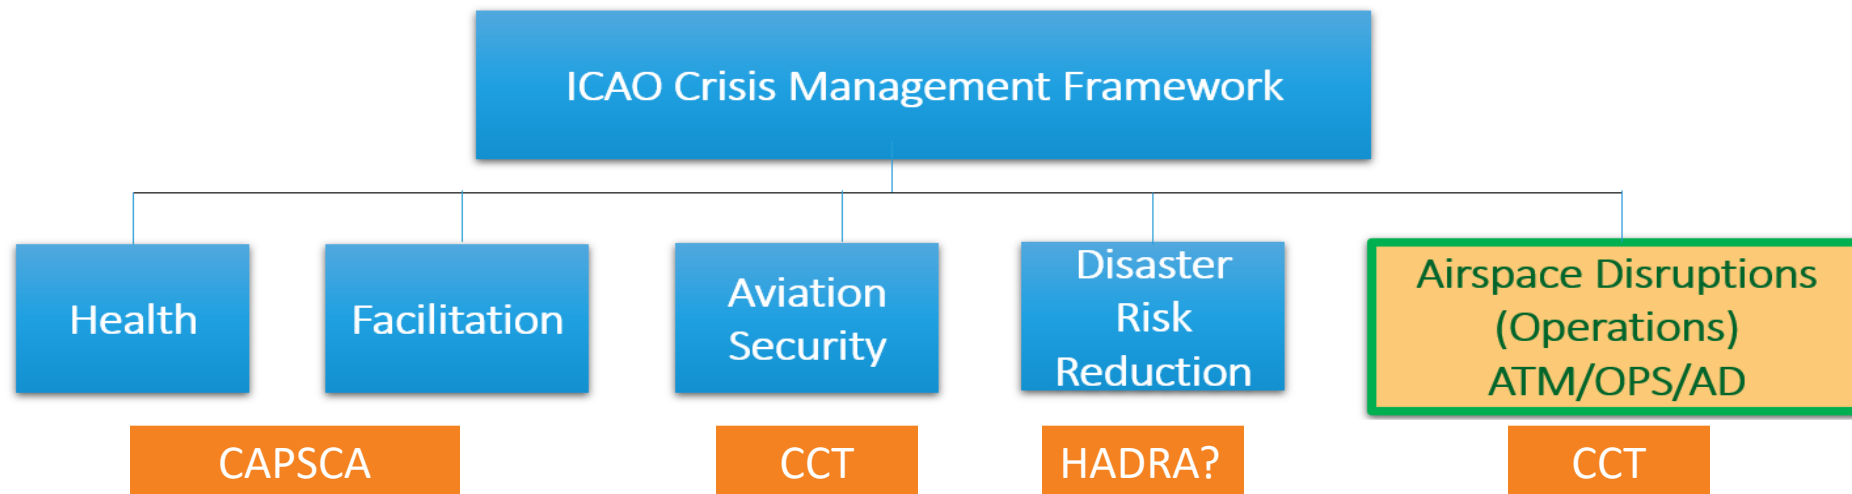 ICAO Crisis Management Framework
Health
Facilitation
Aviation
Security
Disaster
Risk
Reduction
Airspace Disruptions
(Operations)
ATM/OPS/AD
CAPSCA
CCT
HADRA?
CCT